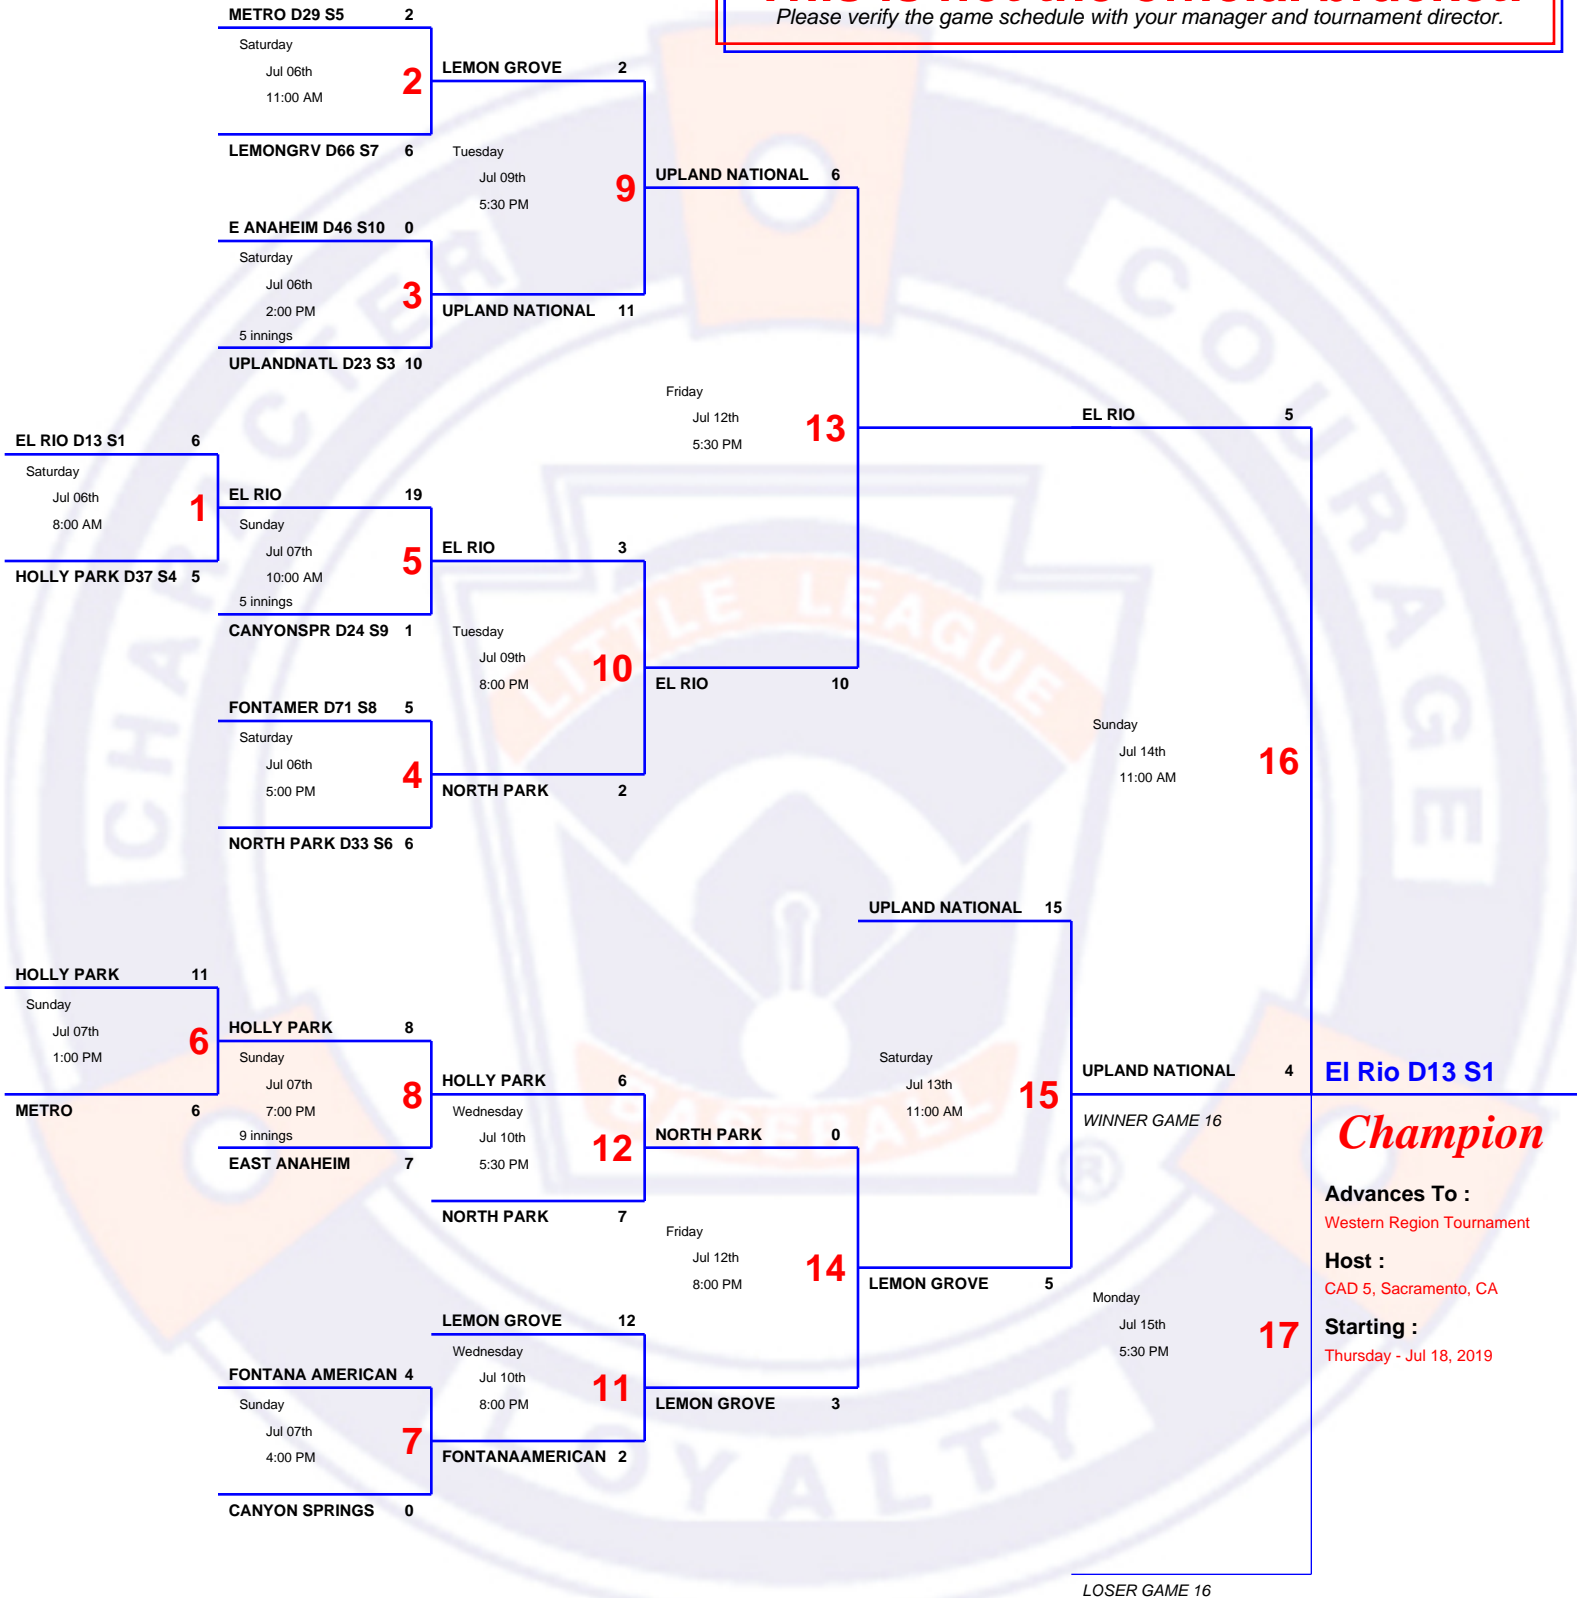 This is not the official bracket!
Please verify the game schedule with your manager and tournament director.
METRO D29 S5 2
Saturday
Jul 06th
11:00 AM
2
LEMONGRV D66 S7 6
LEMON GROVE 2
Tuesday
Jul 09th
5:30 PM
9
UPLAND NATIONAL 11
E ANAHEIM D46 S10 0
Saturday
Jul 06th
2:00 PM
5 innings
3
UPLANDNATL D23 S3 10
UPLAND NATIONAL 6
Friday
Jul 12th
5:30 PM
13
EL RIO 10
EL RIO D13 S1 6
Saturday
Jul 06th
8:00 AM
1
HOLLY PARK D37 S4 5
EL RIO 19
Sunday
Jul 07th
10:00 AM
5 innings
5
CANYONSPR D24 S9 1
EL RIO 3
Tuesday
Jul 09th
8:00 PM
10
NORTH PARK 2
FONTAMER D71 S8 5
Saturday
Jul 06th
5:00 PM
4
NORTH PARK D33 S6 6
EL RIO 5
Sunday
Jul 14th
11:00 AM
16
UPLAND NATIONAL 4
HOLLY PARK 11
Sunday
Jul 07th
1:00 PM
6
METRO 6
HOLLY PARK 8
Sunday
Jul 07th
7:00 PM
9 innings
8
EAST ANAHEIM 7
HOLLY PARK 6
Wednesday
Jul 10th
5:30 PM
12
NORTH PARK 7
NORTH PARK 0
Friday
Jul 12th
8:00 PM
14
LEMON GROVE 3
LEMON GROVE 12
Wednesday
Jul 10th
8:00 PM
11
FONTANAAMERICAN 2
FONTANA AMERICAN 4
Sunday
Jul 07th
4:00 PM
7
CANYON SPRINGS 0
UPLAND NATIONAL 15
Saturday
Jul 13th
11:00 AM
15
LEMON GROVE 5
WINNER GAME 16
Monday
Jul 15th
5:30 PM
17
LOSER GAME 16
El Rio D13 S1
Champion
Advances To :
Western Region Tournament
Host :
CAD 5, Sacramento, CA
Starting :
Thursday - Jul 18, 2019
CHARACTER
COURAGE
LOYALTY
LITTLE LEAGUE
BASEBALL
®